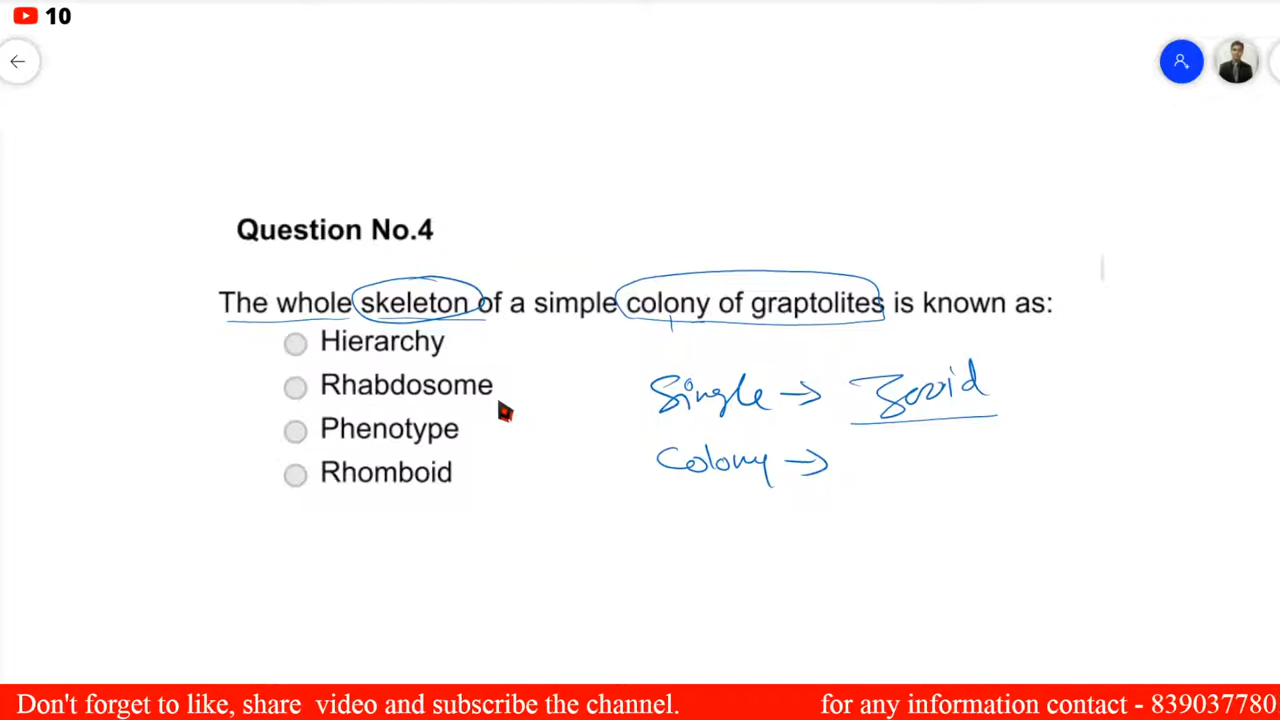 10
Question No.4
The whole skeleton of a simple colony of graptolites is known as:
Hierarchy
Rhabdosome
Phenotype
Rhomboid
Single → Zooid
Colony →
Don't forget to like, share video and subscribe the channel. for any information contact - 839037780